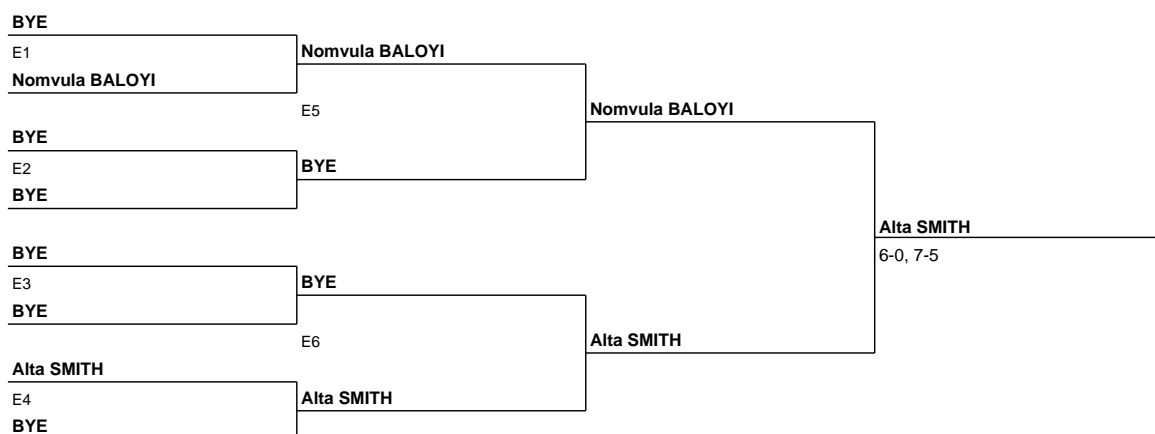 BYE
E1
Nomvula BALOYI
Nomvula BALOYI
E5
Nomvula BALOYI
BYE
E2
BYE
BYE
Alta SMITH
6-0, 7-5
BYE
E3
BYE
BYE
E6
Alta SMITH
Alta SMITH
E4
Alta SMITH
BYE